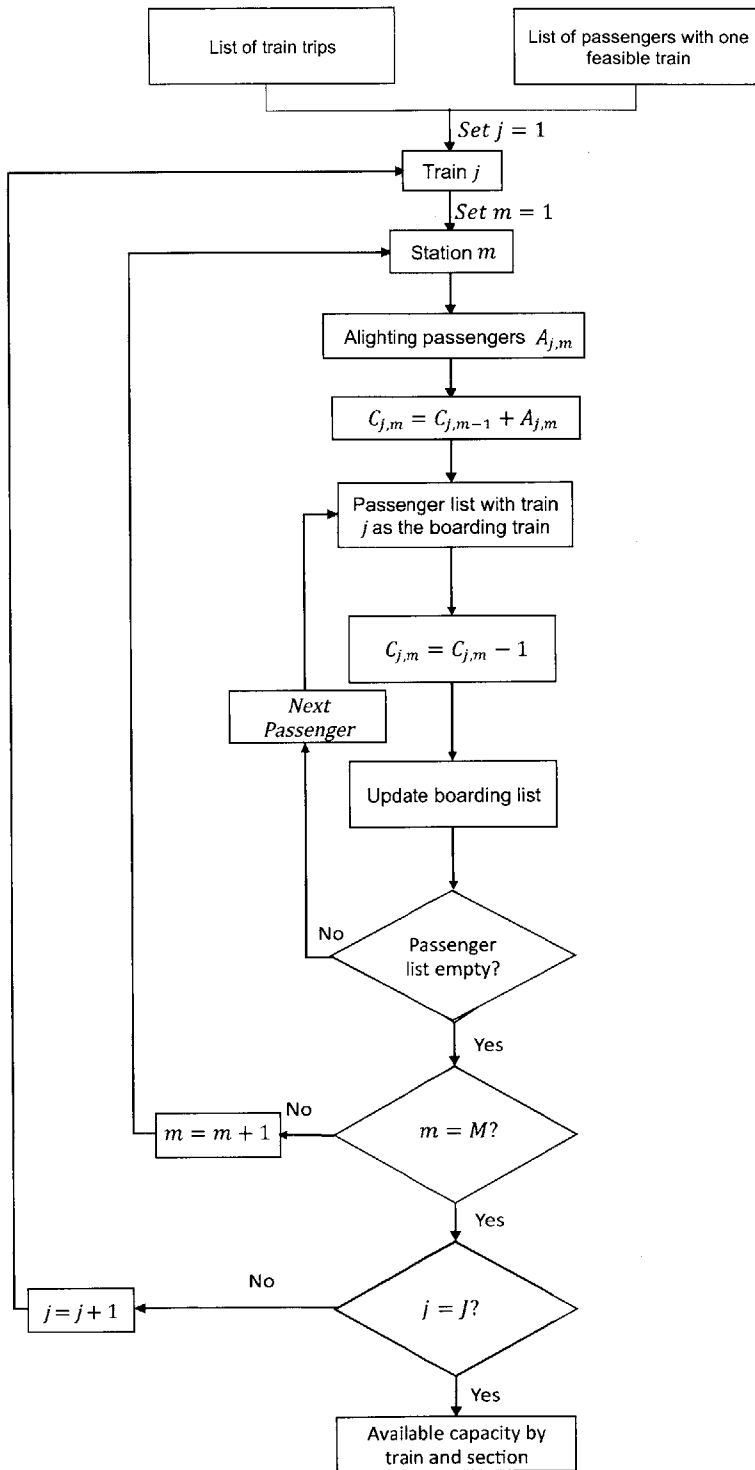 List of train trips
List of passengers with one
feasible train
Set j = 1
Train j
Set m = 1
Station m
Alighting passengers A_{j,m}
C_{j,m} = C_{j,m−1} + A_{j,m}
Passenger list with train
j as the boarding train
C_{j,m} = C_{j,m} − 1
Next
Passenger
Update boarding list
No
Passenger
list empty?
Yes
No
m = m + 1
m = M?
Yes
No
j = j + 1
j = J?
Yes
Available capacity by
train and section